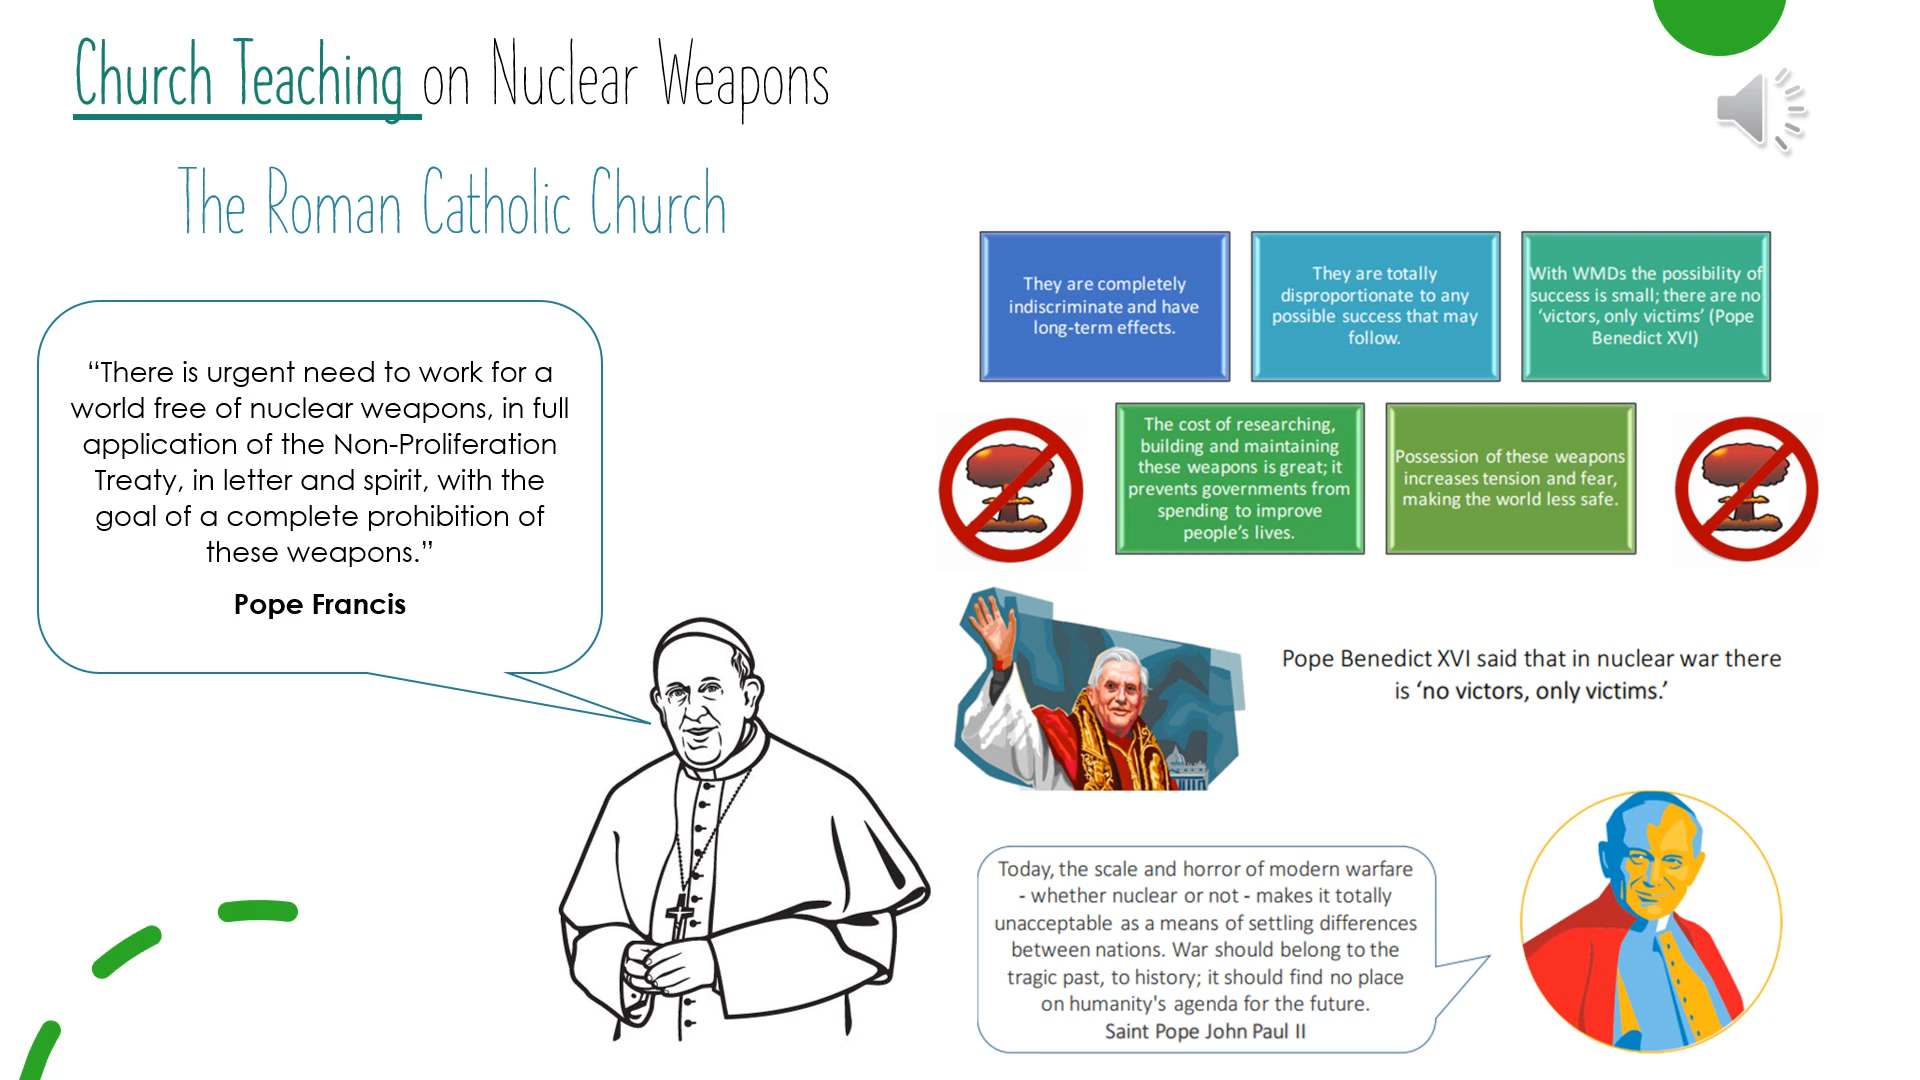 Church Teaching on Nuclear Weapons
The Roman Catholic Church
“There is urgent need to work for a
world free of nuclear weapons, in full
application of the Non-Proliferation
Treaty, in letter and spirit, with the
goal of a complete prohibition of
these weapons.”
Pope Francis
They are completely
indiscriminate and have
long-term effects.
They are totally
disproportionate to any
possible success that may
follow.
With WMDs the possibility of
success is small; there are no
‘victors, only victims’ (Pope
Benedict XVI)
The cost of researching,
building and maintaining
these weapons is great; it
prevents governments from
spending to improve
people’s lives.
Possession of these weapons
increases tension and fear,
making the world less safe.
Pope Benedict XVI said that in nuclear war there
is ‘no victors, only victims.’
Today, the scale and horror of modern warfare
- whether nuclear or not - makes it totally
unacceptable as a means of settling differences
between nations. War should belong to the
tragic past, to history; it should find no place
on humanity's agenda for the future.
Saint Pope John Paul II